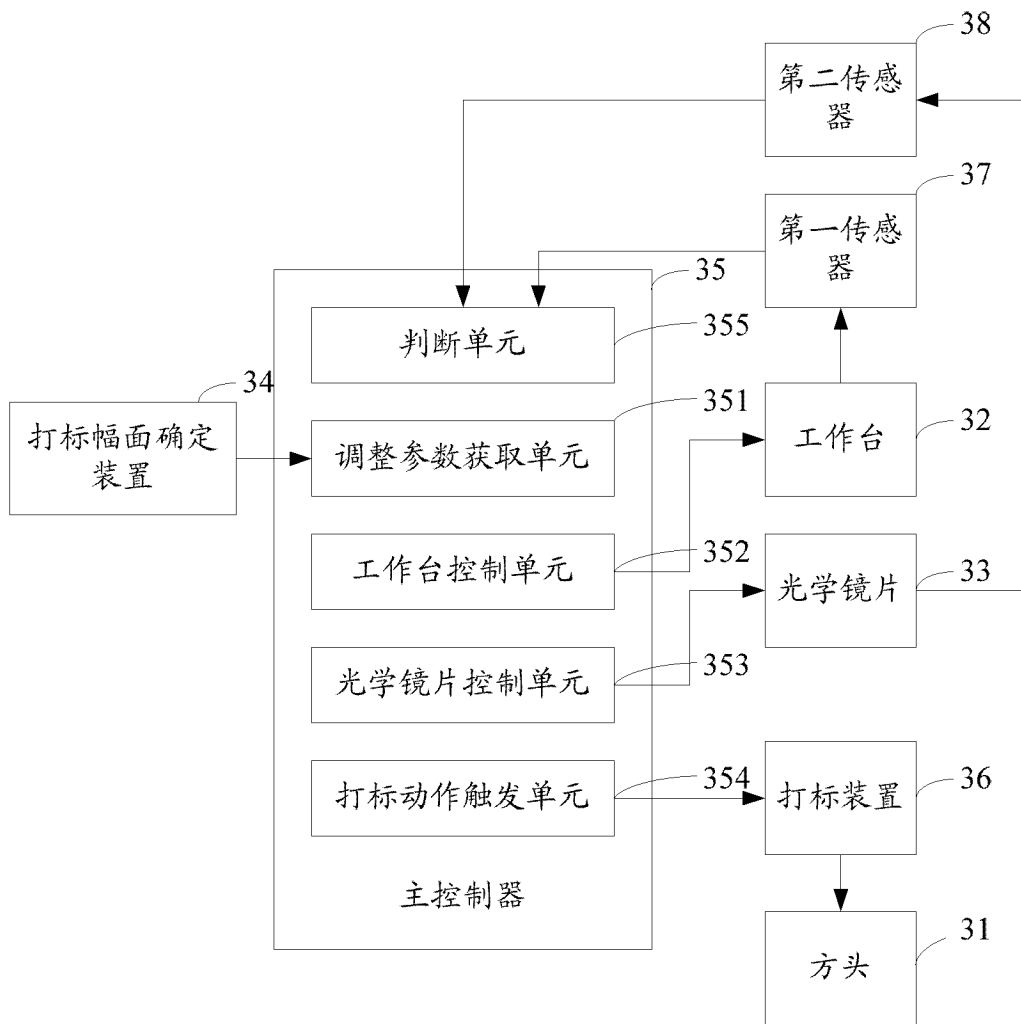 38
第二传感
器
37
第一传感
器
35
判断单元
355
34
打标幅面确定
装置
351
调整参数获取单元
工作台
32
工作台控制单元
352
光学镜片
33
光学镜片控制单元
353
打标动作触发单元
354
打标装置
36
主控制器
方头
31